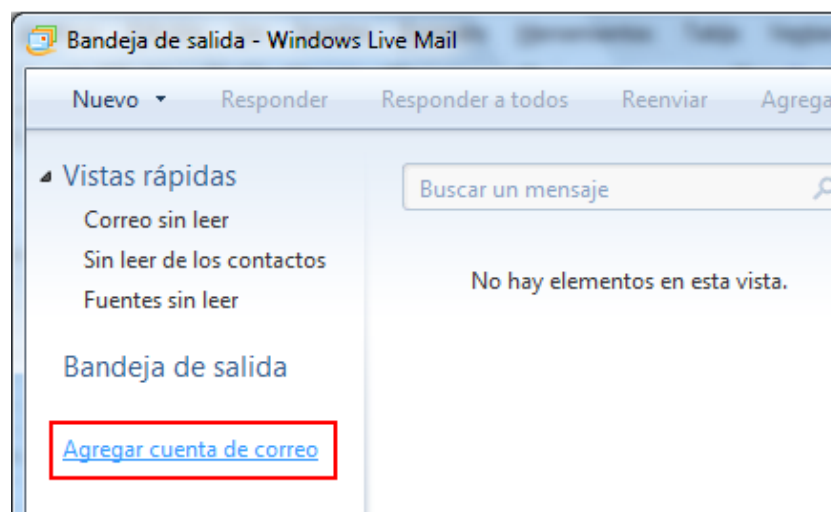 Bandeja de salida - Windows Live Mail
Nuevo Responder Responder a todos Reenviar Agrega
Vistas rápidas
Correo sin leer
Sin leer de los contactos
Fuentes sin leer
Bandeja de salida
Agregar cuenta de correo
Buscar un mensaje
No hay elementos en esta vista.